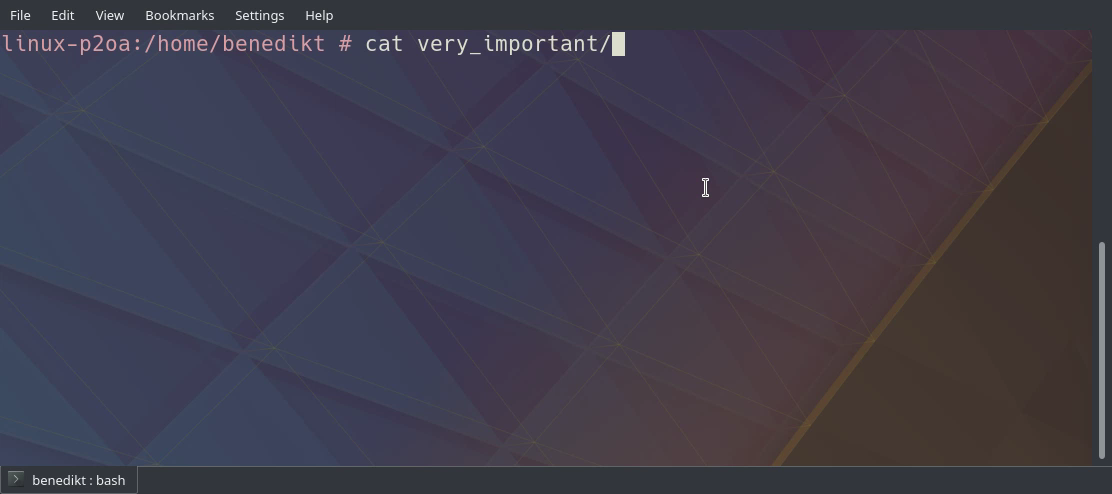 File Edit View Bookmarks Settings Help
linux-p2oa:/home/benedikt # cat very_important/
benedikt : bash